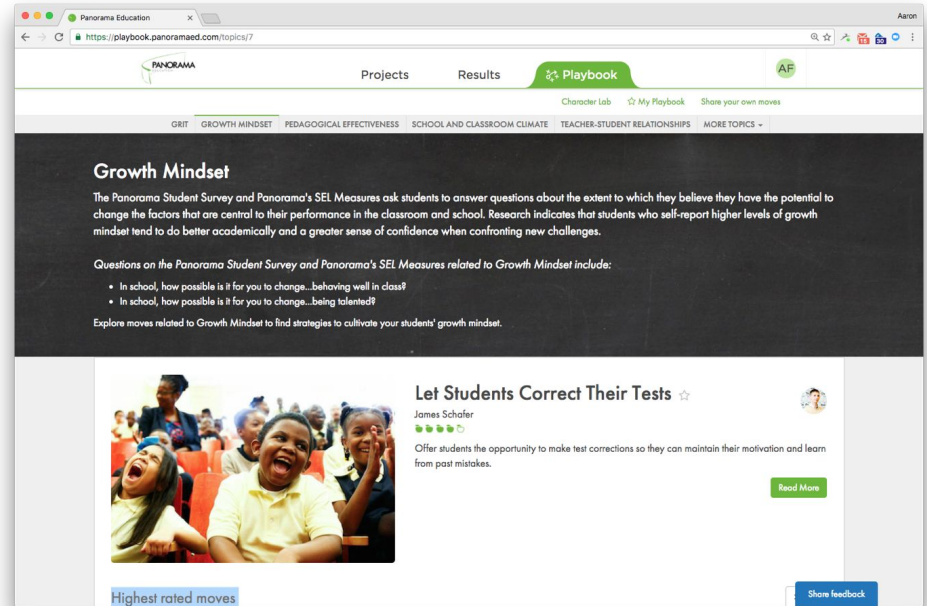 Panorama Education
Aaron
https://playbook.panoramaed.com/topics/7
PANORAMA
Projects
Results
Playbook
AF
Character Lab
My Playbook
Share your own moves
GRIT
GROWTH MINDSET
PEDAGOGICAL EFFECTIVENESS
SCHOOL AND CLASSROOM CLIMATE
TEACHER-STUDENT RELATIONSHIPS
MORE TOPICS
Growth Mindset
The Panorama Student Survey and Panorama's SEL Measures ask students to answer questions about the extent to which they believe they have the potential to
change the factors that are central to their performance in the classroom and school. Research indicates that students who self-report higher levels of growth
mindset tend to do better academically and a greater sense of confidence when confronting new challenges.
Questions on the Panorama Student Survey and Panorama's SEL Measures related to Growth Mindset include:
• In school, how possible is it for you to change...behaving well in class?
• In school, how possible is it for you to change...being talented?
Explore moves related to Growth Mindset to find strategies to cultivate your students' growth mindset.
Let Students Correct Their Tests
James Schafer
Offer students the opportunity to make test corrections so they can maintain their motivation and learn
from past mistakes.
Read More
Highest rated moves
Share feedback